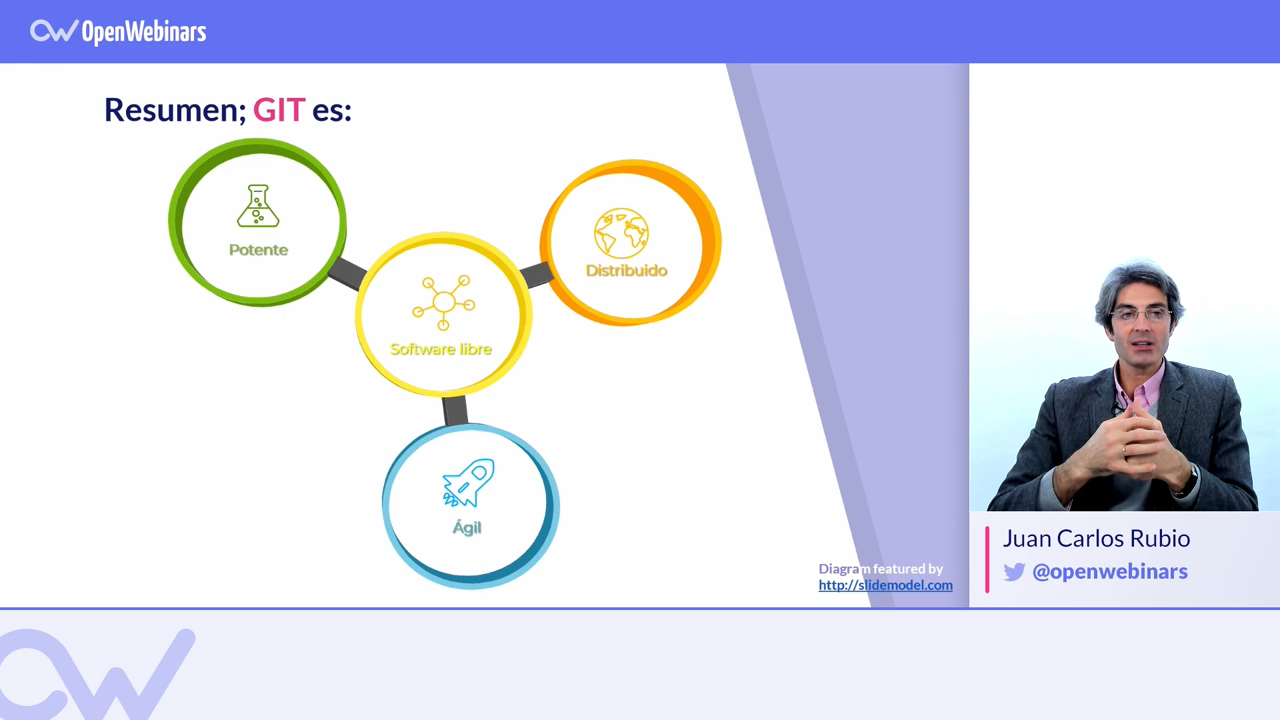 OpenWebinars
Resumen; GIT es:
Potente
Distribuido
Software libre
Ágil
Diagram featured by
http://slidemodel.com
Juan Carlos Rubio
@openwebinars